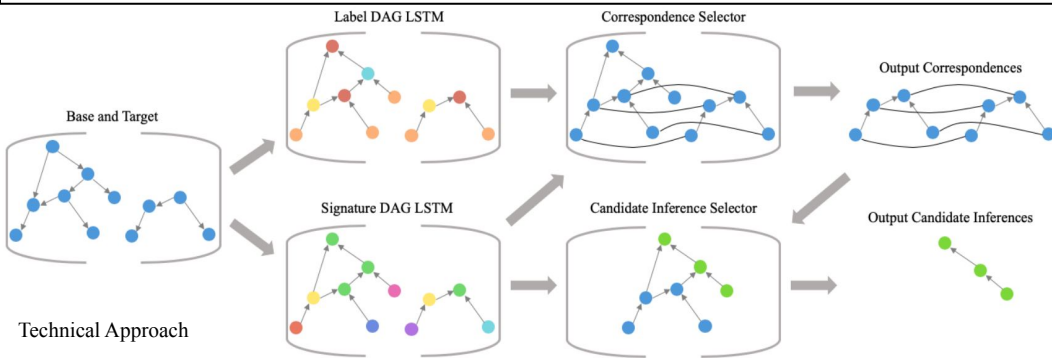 Label DAG LSTM
Correspondence Selector
Output Correspondences
Base and Target
Signature DAG LSTM
Candidate Inference Selector
Output Candidate Inferences
Technical Approach